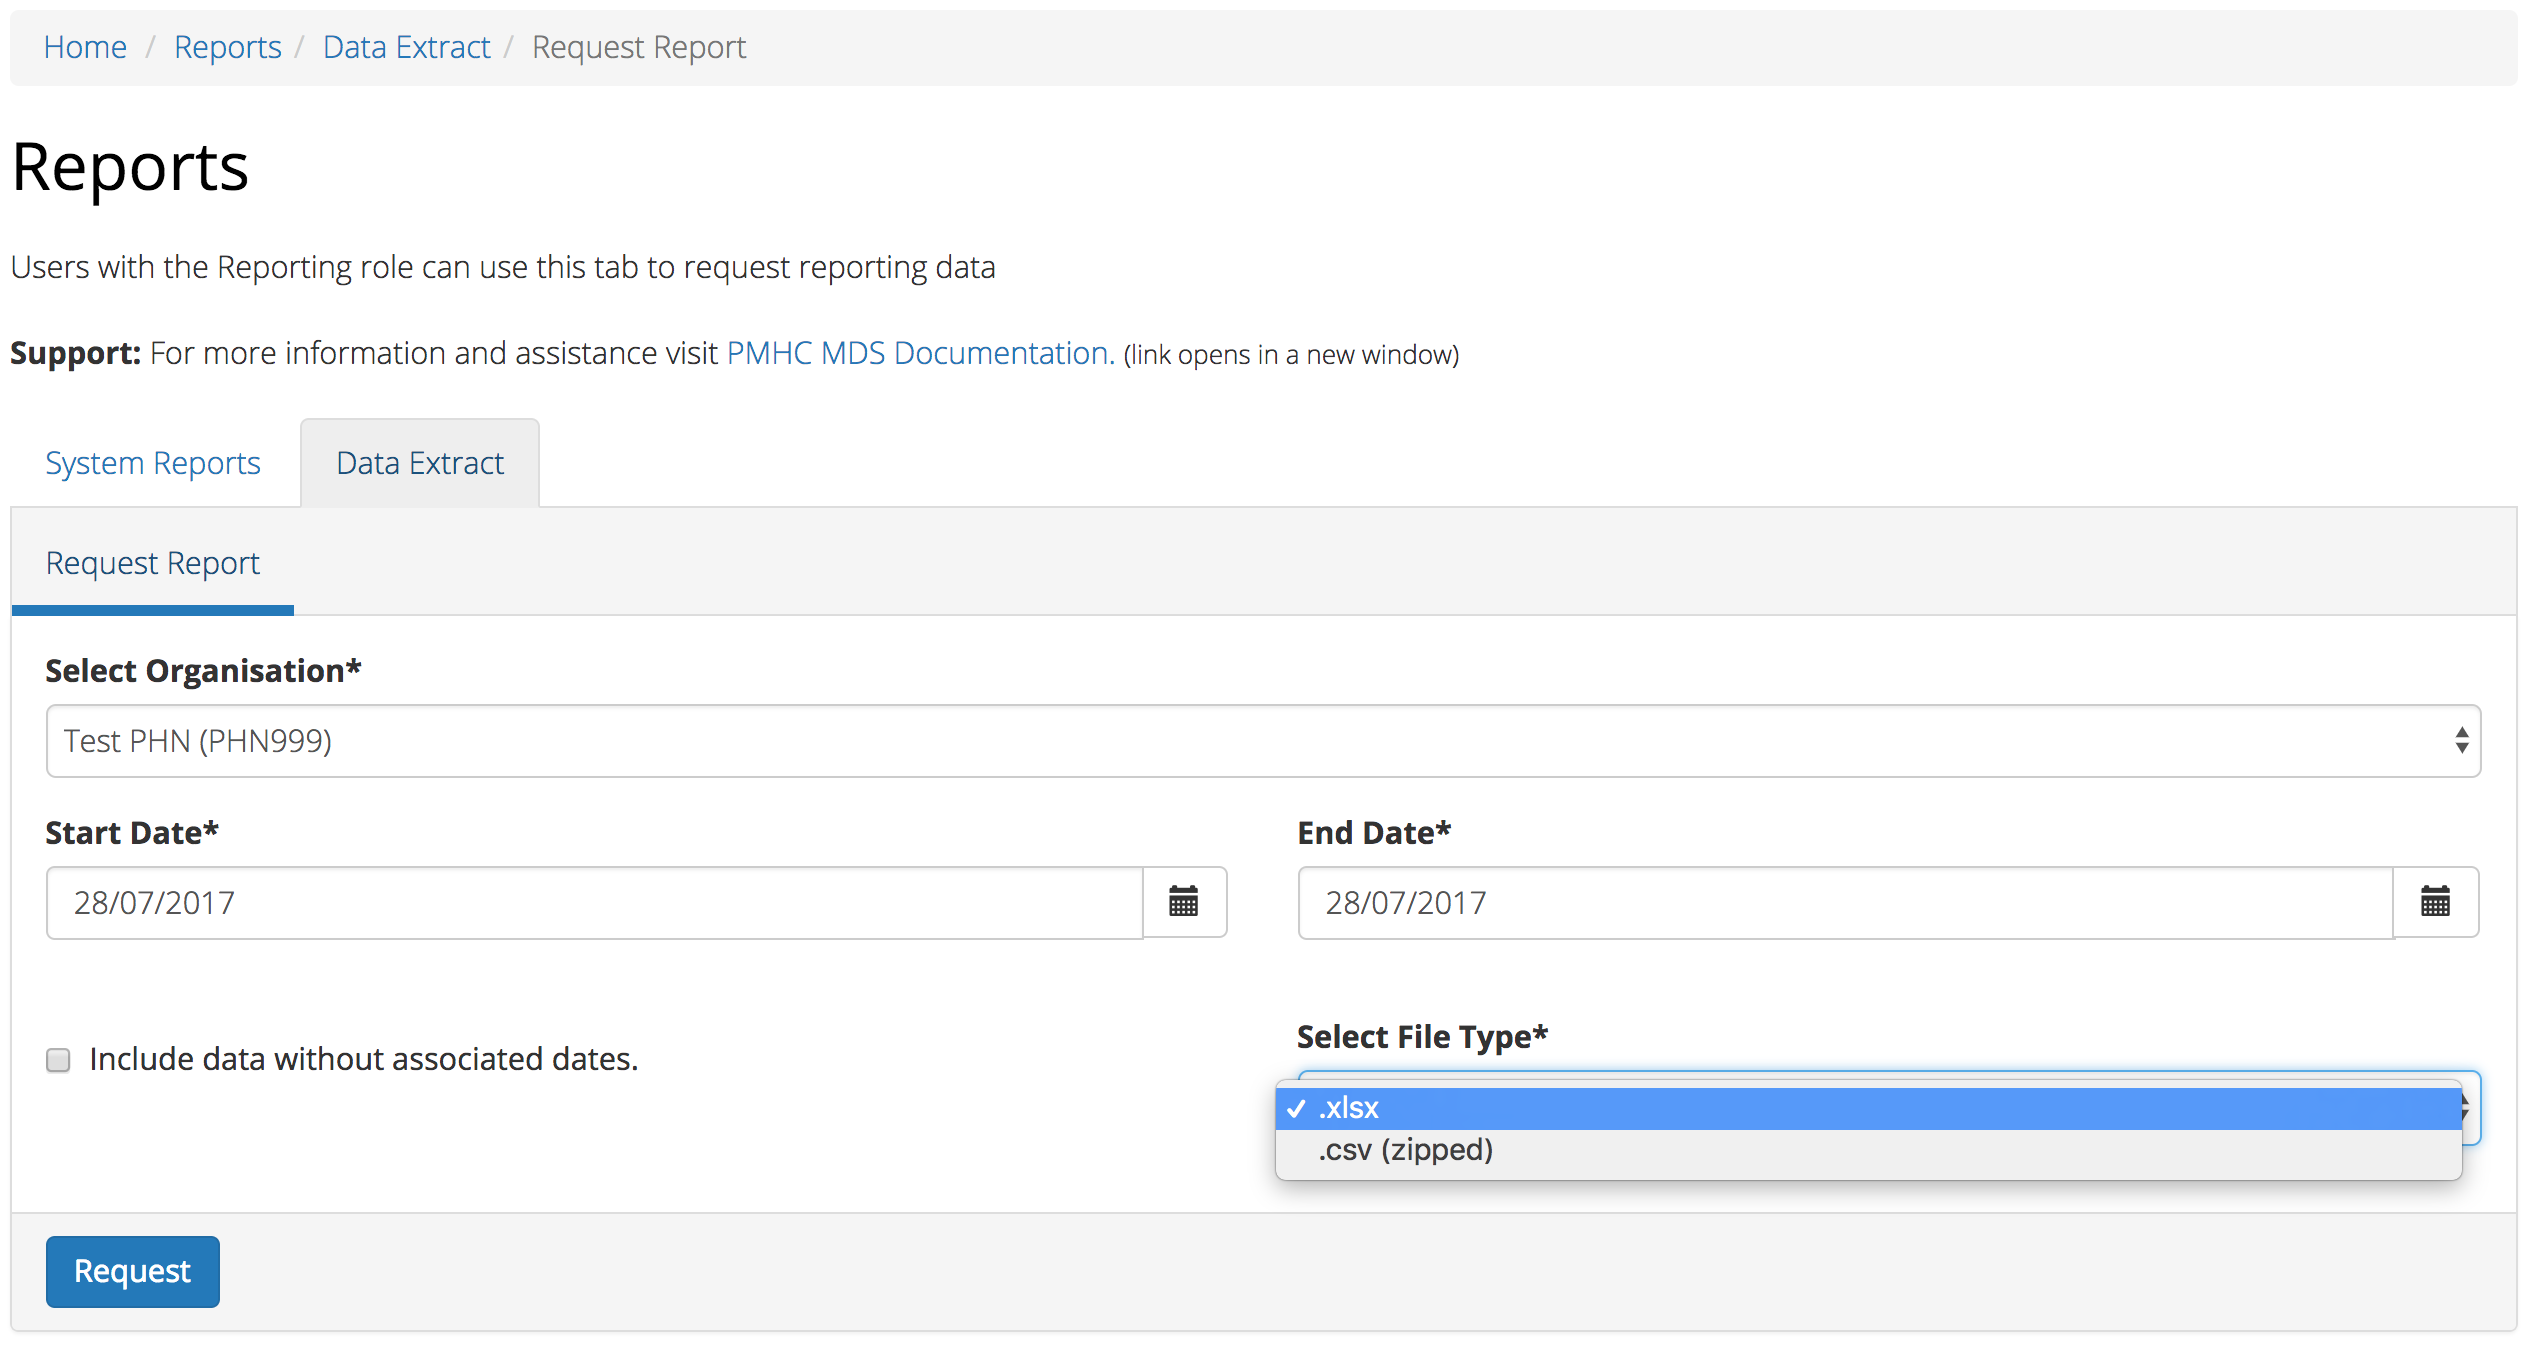 Home / Reports / Data Extract / Request Report
Reports
Users with the Reporting role can use this tab to request reporting data
Support: For more information and assistance visit PMHC MDS Documentation. (link opens in a new window)
System Reports Data Extract
Request Report
Select Organisation*
Test PHN (PHN999)
Start Date* End Date*
28/07/2017 28/07/2017
Select File Type*
Include data without associated dates.
✓ .xlsx
.csv (zipped)
Request